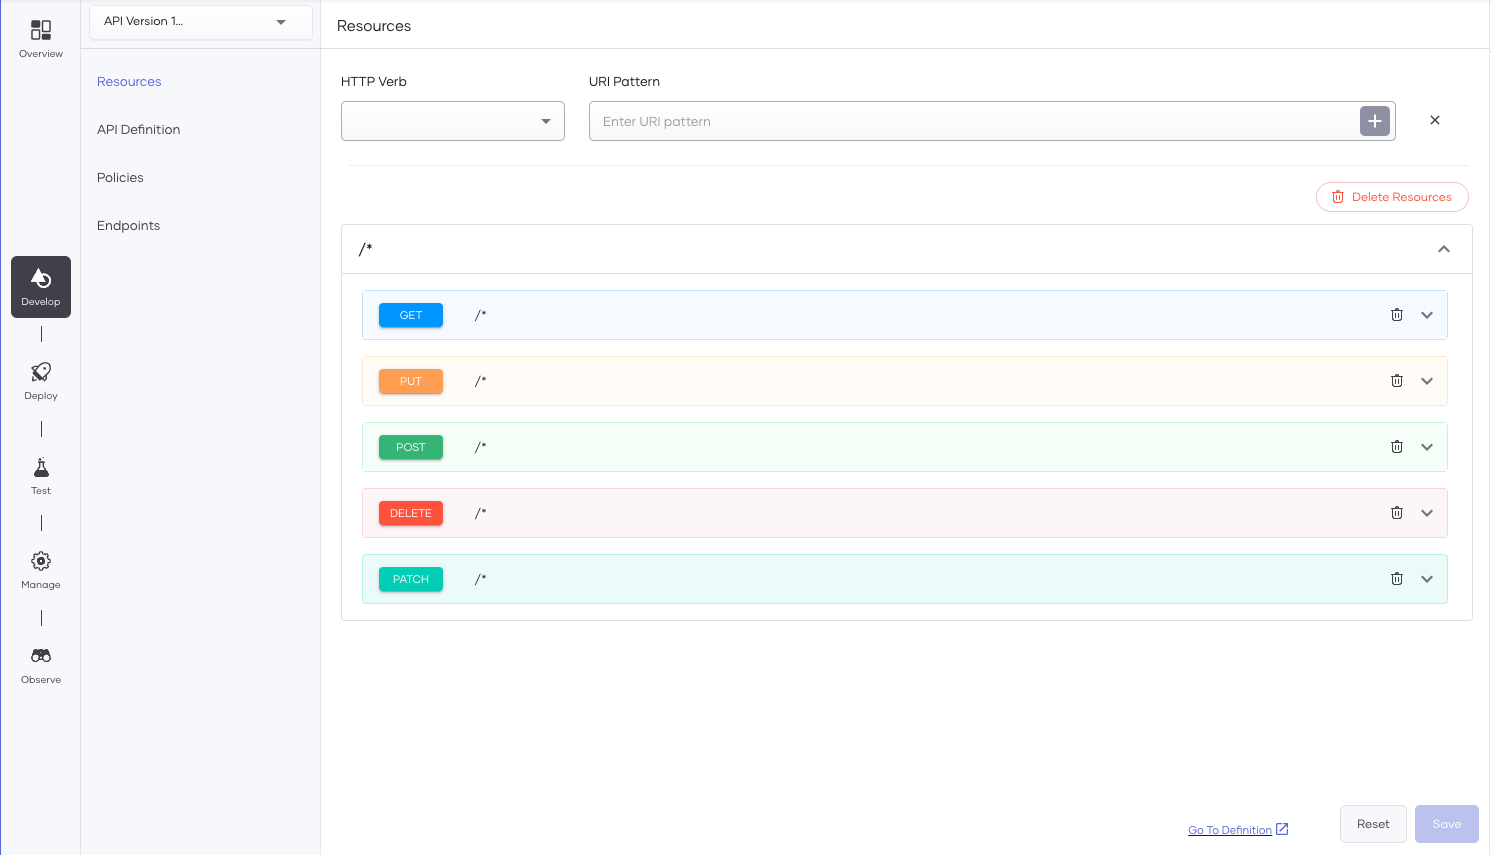 Overview
Develop
Deploy
Test
Manage
Observe
API Version 1...
Resources
API Definition
Policies
Endpoints
Resources
HTTP Verb
URI Pattern
Enter URI pattern
Delete Resources
/*
GET /*
PUT /*
POST /*
DELETE /*
PATCH /*
Go To Definition
Reset
Save